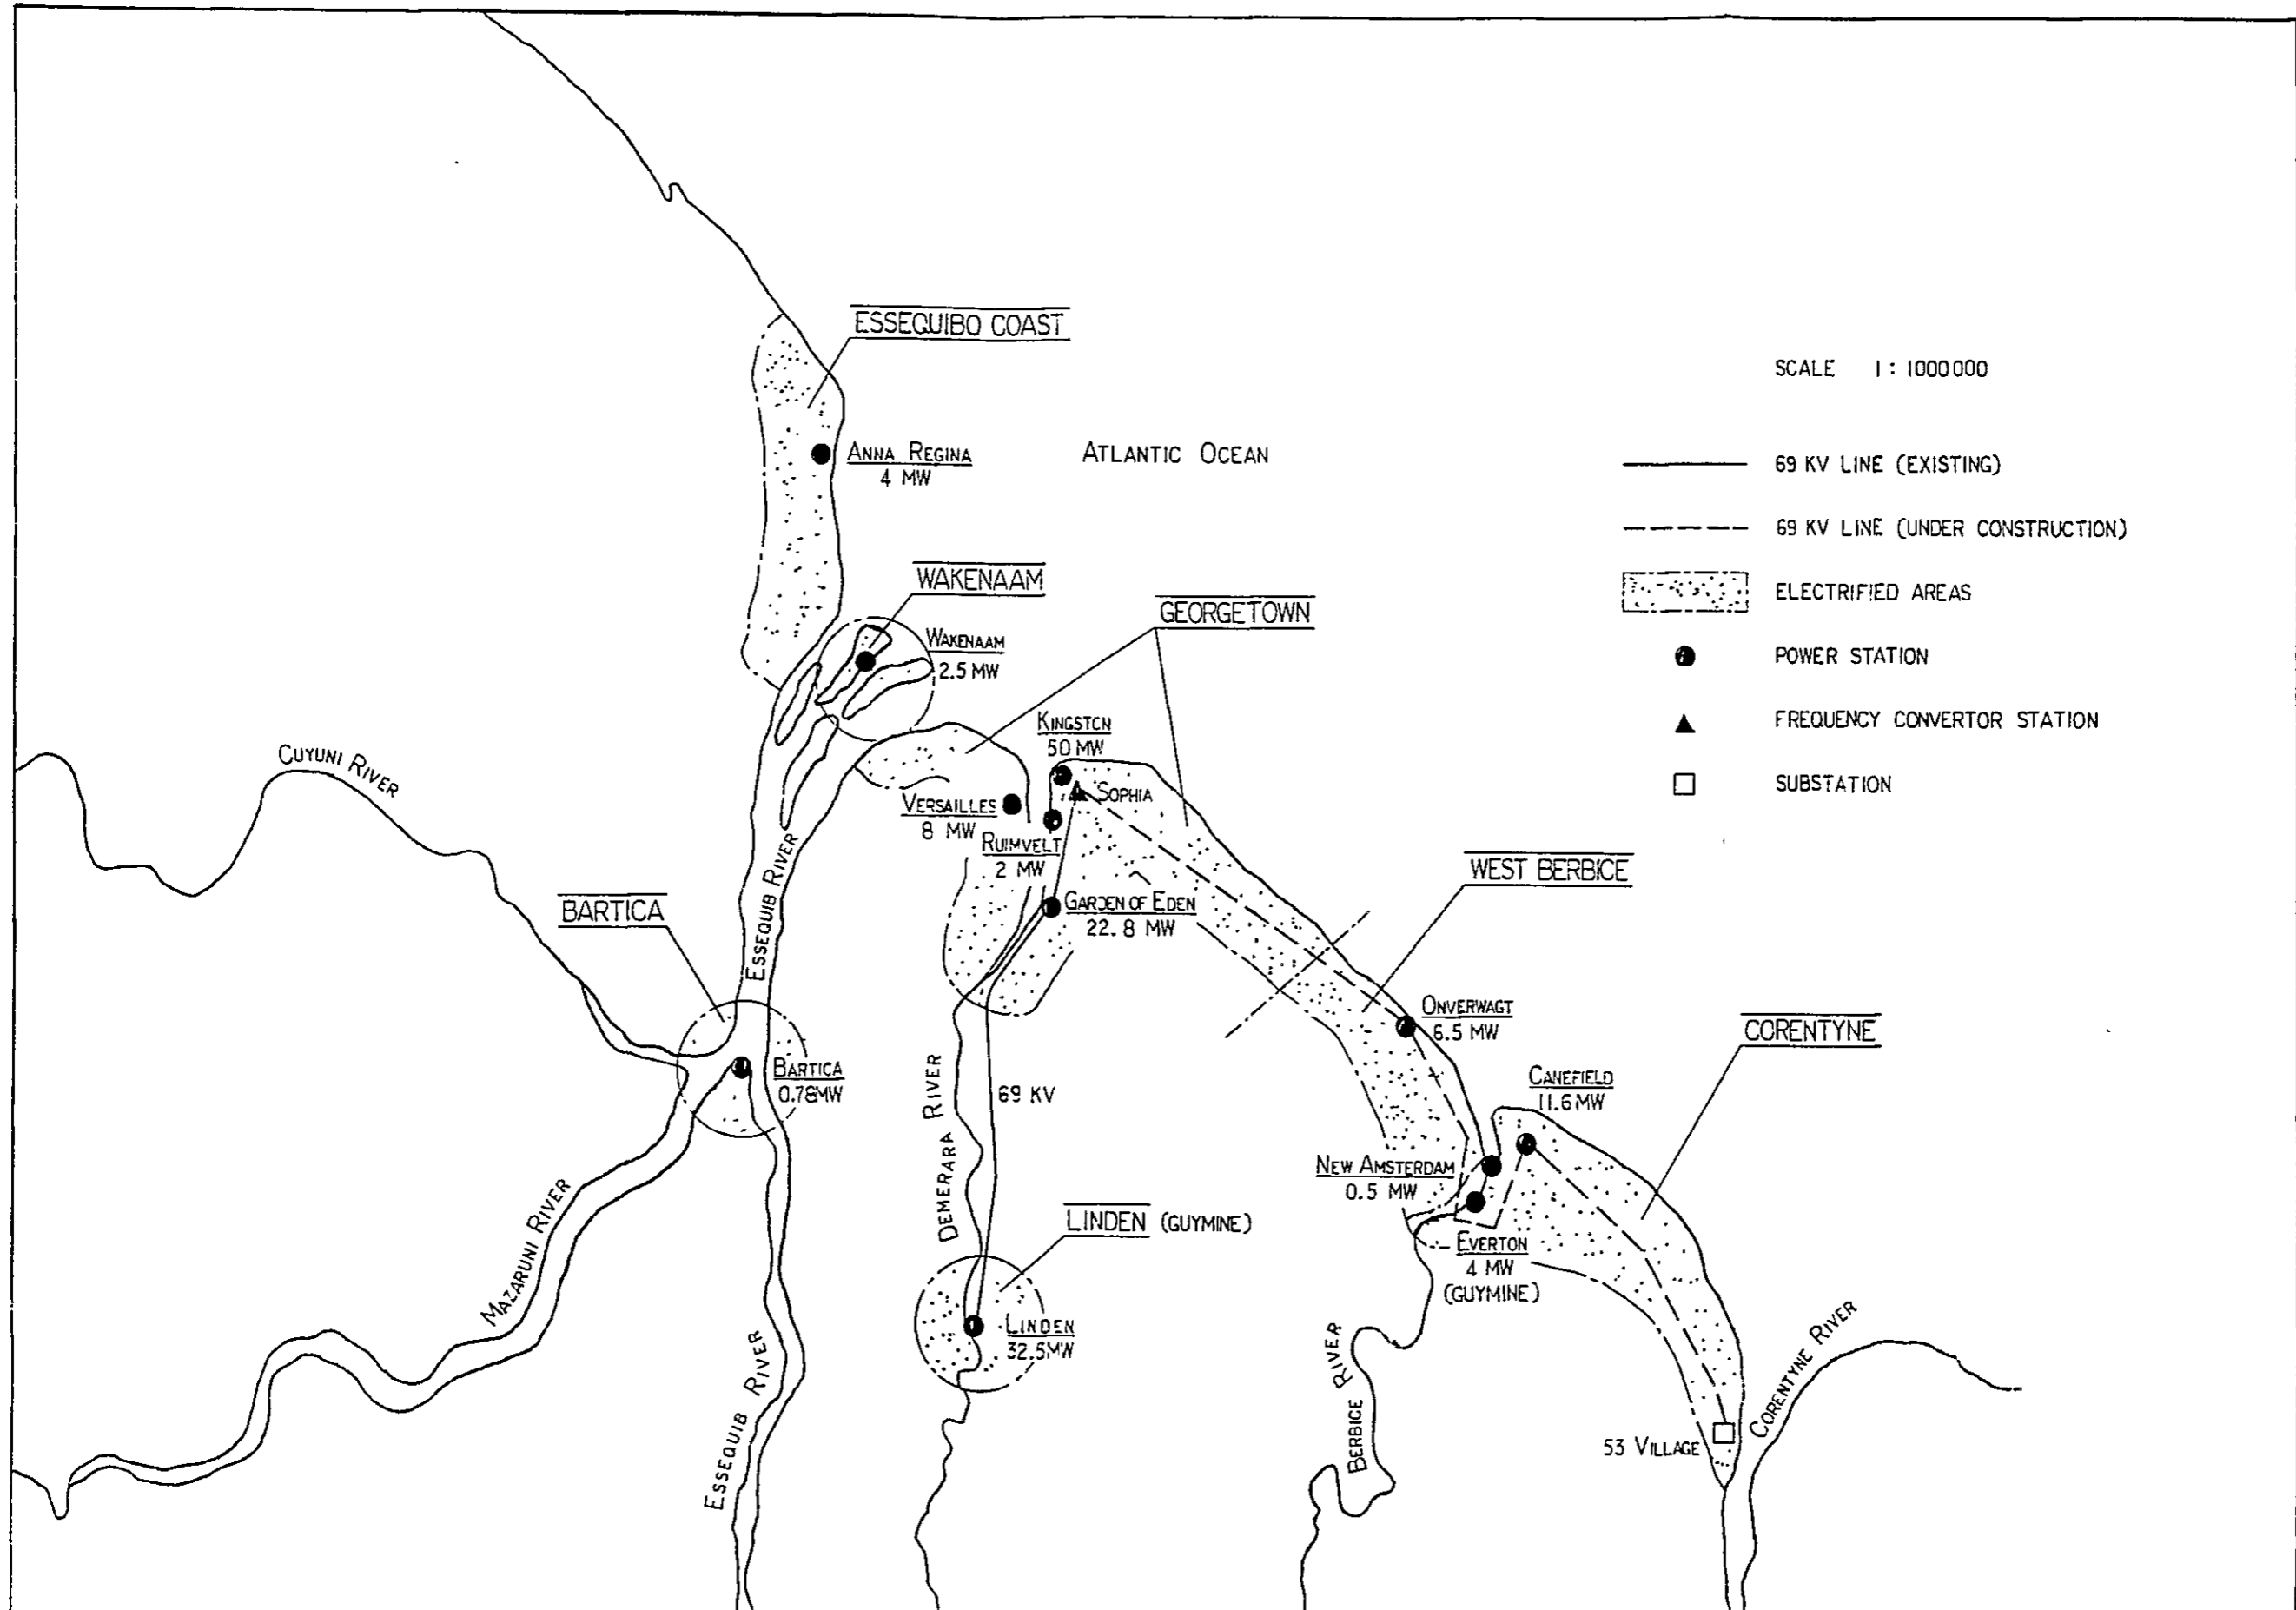 ESSEQUIBO COAST
SCALE 1 : 1000000
ANNA REGINA
4 MW
ATLANTIC OCEAN
69 KV LINE (EXISTING)
69 KV LINE (UNDER CONSTRUCTION)
WAKENAAM
ELECTRIFIED AREAS
GEORGETOWN
WAKENAAM
2.5 MW
POWER STATION
KINGSTON
50 MW
FREQUENCY CONVERTOR STATION
CUYUNI RIVER
SOPHIA
SUBSTATION
VERSAILLES
8 MW
RUIMVELT
2 MW
WEST BERBICE
BARTICA
ESSEQUIB RIVER
GARDEN OF EDEN
22.8 MW
ONVERWAGT
6.5 MW
CORENTYNE
BARTICA
0.78MW
69 KV
DEMERARA RIVER
CANEFIELD
11.6 MW
NEW AMSTERDAM
0.5 MW
MAZARUNI RIVER
LINDEN (GUYMINE)
EVERTON
4 MW
(GUYMINE)
LINDEN
32.5MW
ESSEQUIB RIVER
BERBICE RIVER
CORENTYNE RIVER
53 VILLAGE